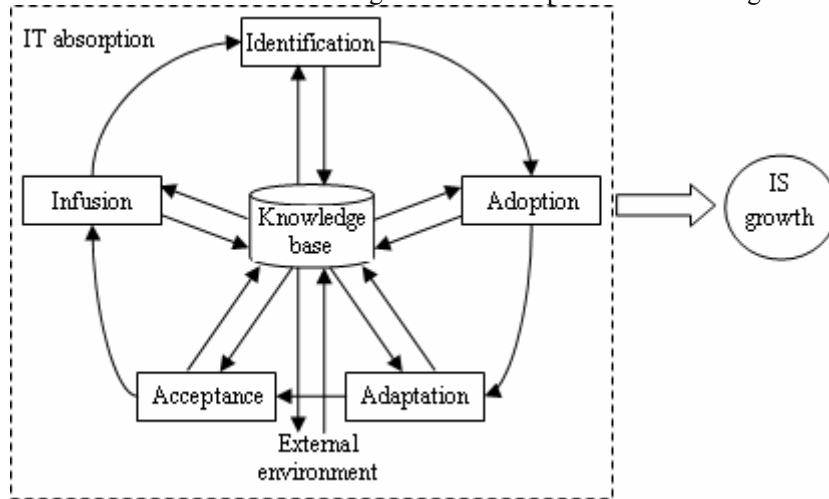 IT absorption
Identification
Infusion
Knowledge
base
Adoption
IS
growth
Acceptance
Adaptation
External
environment